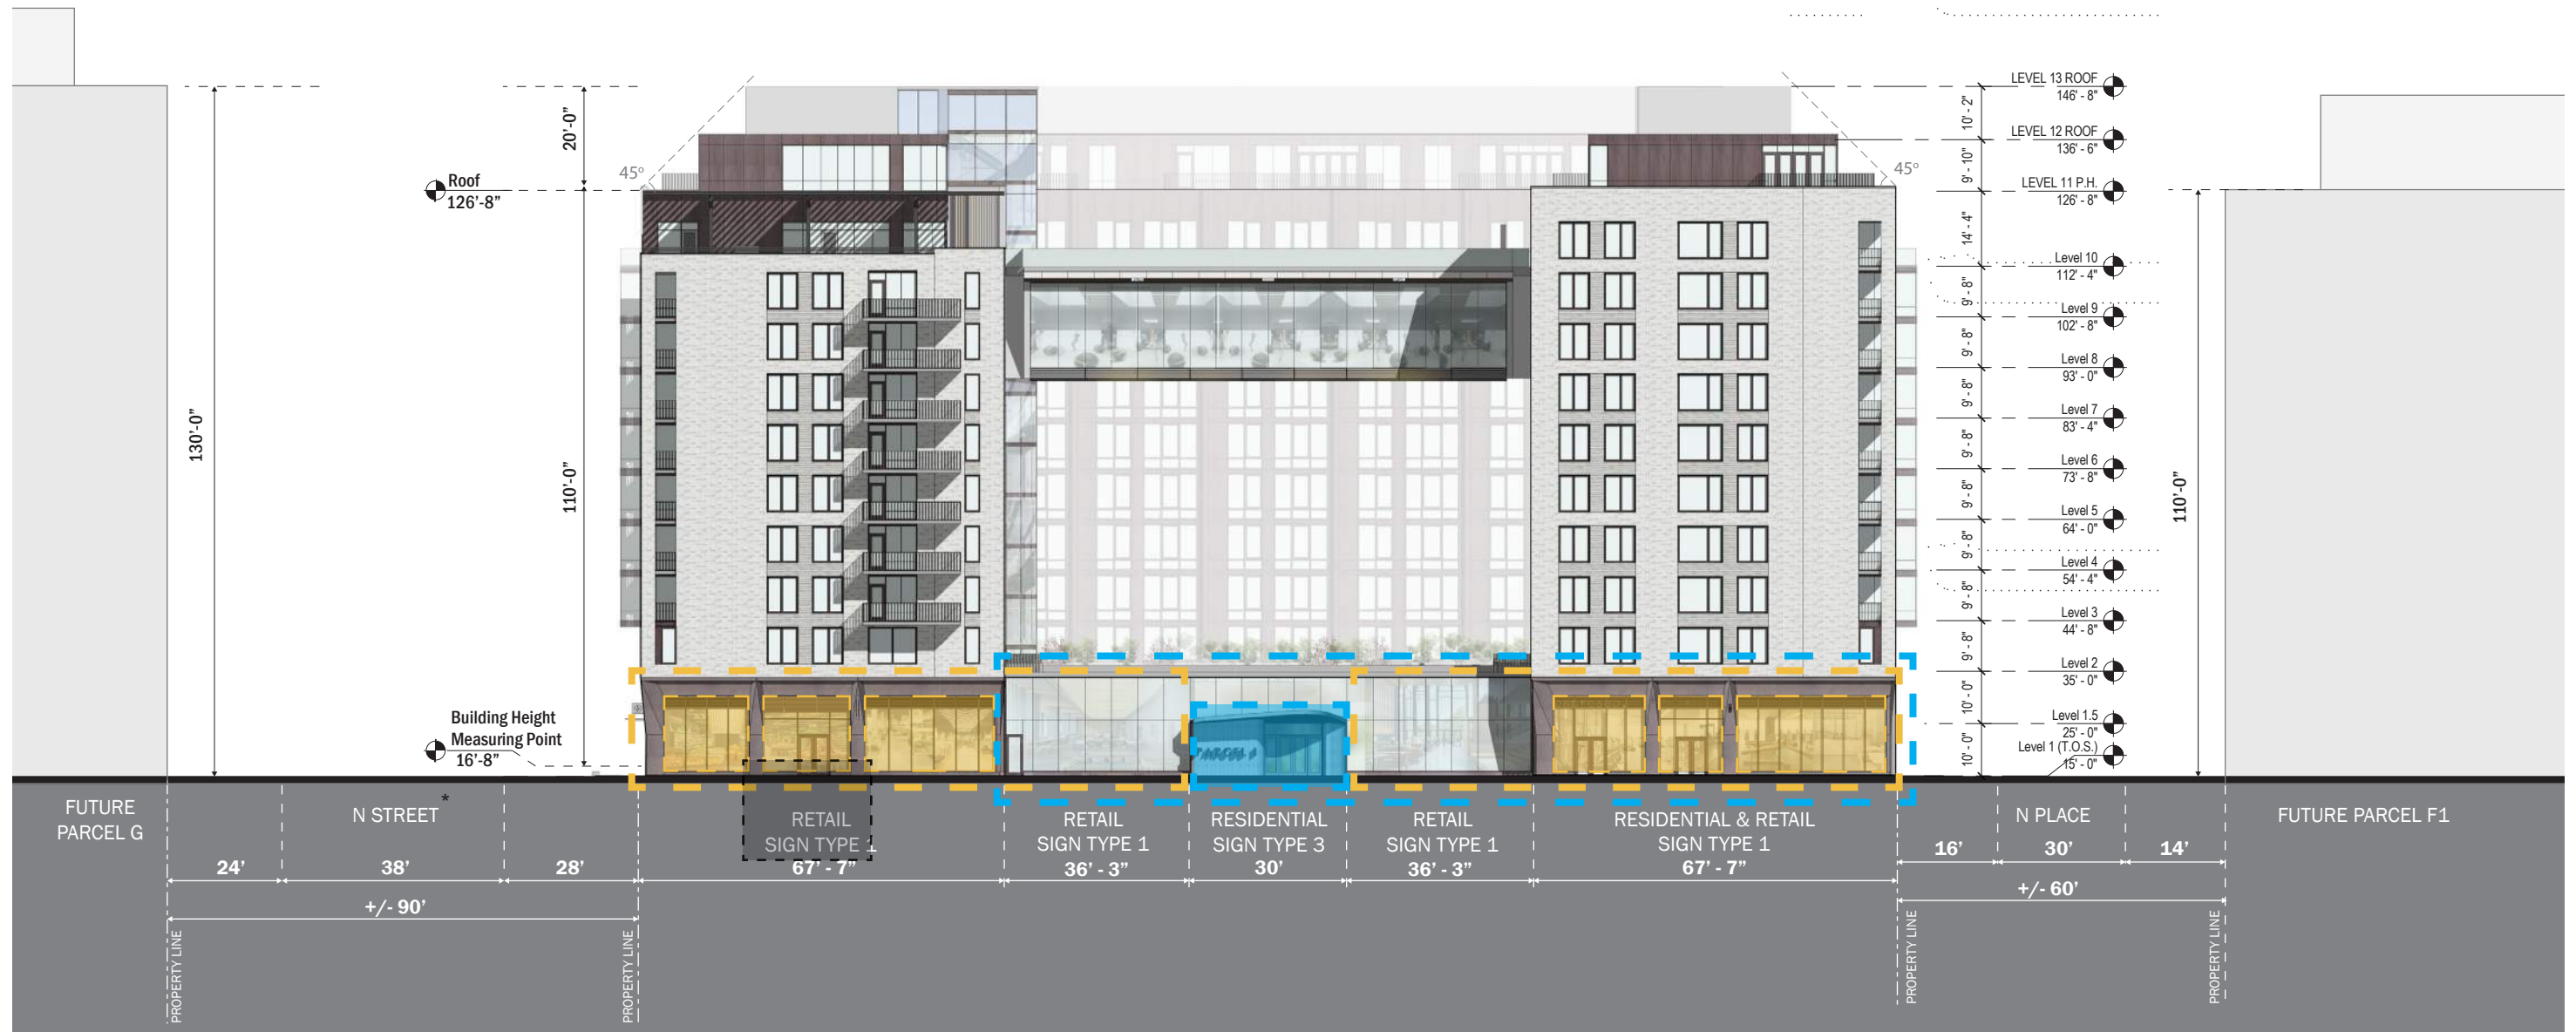 LEVEL 13 ROOF
146' - 8"
10' - 2"
LEVEL 12 ROOF
136' - 6"
9' - 10"
LEVEL 11 P.H.
126' - 8"
14' - 4"
Level 10
112' - 4"
9' - 8"
Level 9
102' - 8"
9' - 8"
Level 8
93' - 0"
9' - 8"
Level 7
83' - 4"
9' - 8"
Level 6
73' - 8"
9' - 8"
Level 5
64' - 0"
9' - 8"
Level 4
54' - 4"
9' - 8"
Level 3
44' - 8"
9' - 8"
Level 2
35' - 0"
10' - 0"
Level 1.5
25' - 0"
10' - 0"
Level 1 (T.O.S.)
15' - 0"
20'-0"
45°
45°
Roof
126'-8"
130'-0"
110'-0"
110'-0"
Building Height
Measuring Point
16'-8"
PARCEL A
FUTURE
PARCEL G
N STREET *
RETAIL
SIGN TYPE 1
67' - 7"
RETAIL
SIGN TYPE 1
36' - 3"
RESIDENTIAL
SIGN TYPE 3
30'
RETAIL
SIGN TYPE 1
36' - 3"
RESIDENTIAL & RETAIL
SIGN TYPE 1
67' - 7"
N PLACE
FUTURE PARCEL F1
24'
38'
28'
16'
30'
14'
+/- 90'
+/- 60'
PROPERTY LINE
PROPERTY LINE
PROPERTY LINE
PROPERTY LINE